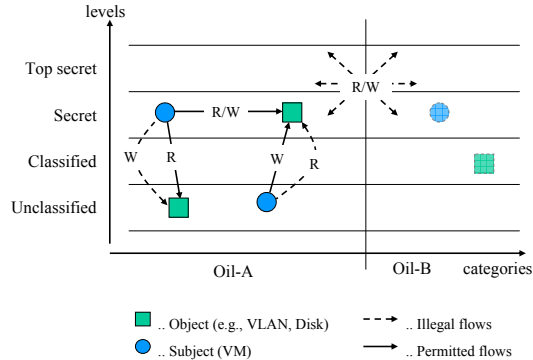 levels
Top secret
R/W
Secret
R/W
Classified
W
R
W
R
Unclassified
Oil-A
Oil-B
categories
.. Object (e.g., VLAN, Disk)
.. Illegal flows
.. Subject (VM)
.. Permitted flows